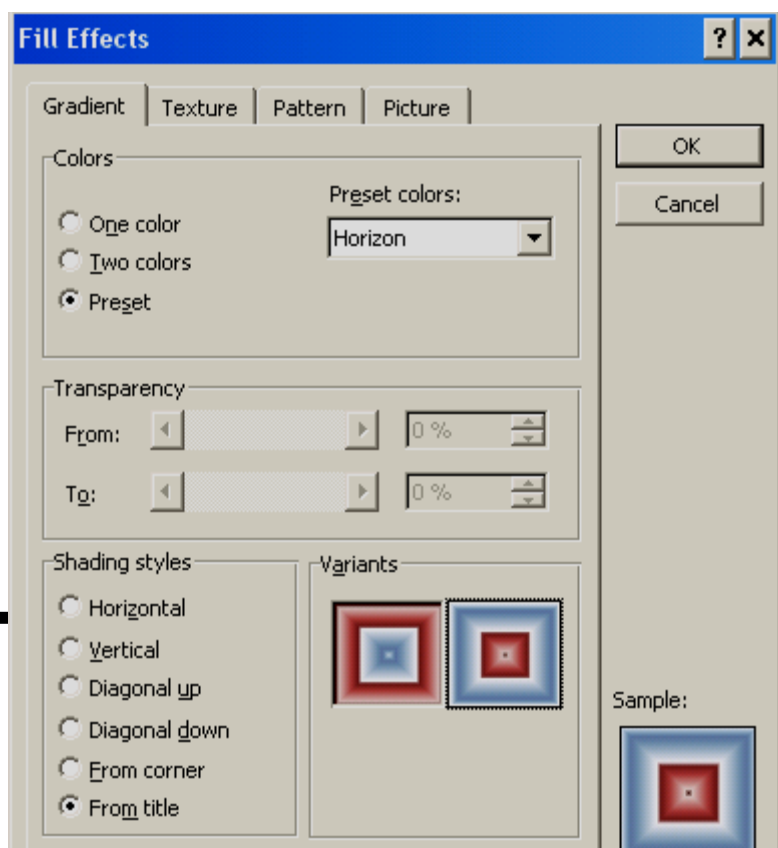 Fill Effects
Gradient Texture Pattern Picture
OK
Cancel
Colors
Preset colors:
One color
Horizon
Two colors
Preset
Transparency
From: 0 %
To: 0 %
Shading styles
Variants
Horizontal
Vertical
Diagonal up
Diagonal down
From corner
From title
Sample: